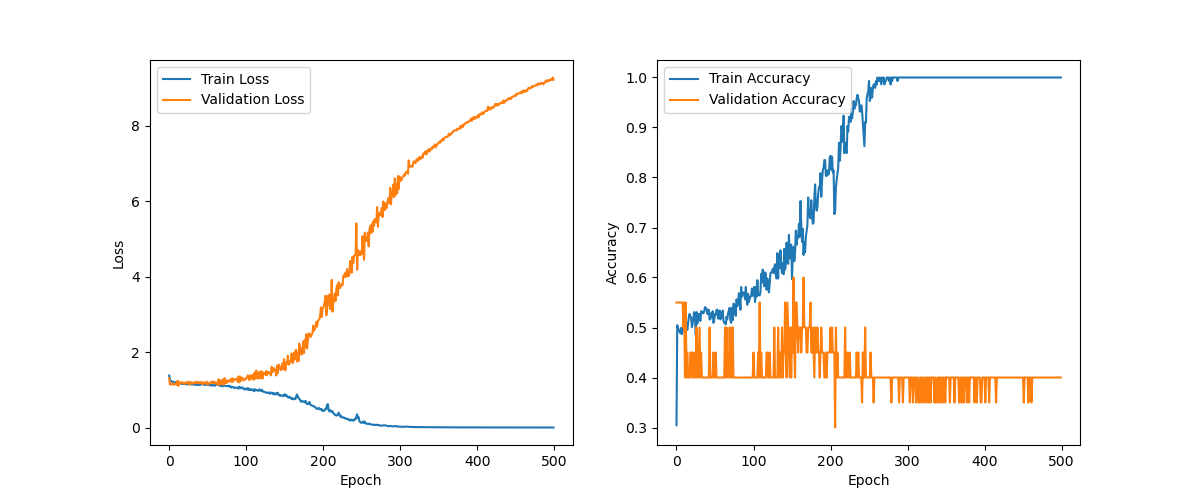 Train Loss
Validation Loss
8
6
4
2
0
Loss
0 100 200 300 400 500
Epoch
Train Accuracy
Validation Accuracy
1.0
0.9
0.8
0.7
0.6
0.5
0.4
0.3
Accuracy
0 100 200 300 400 500
Epoch